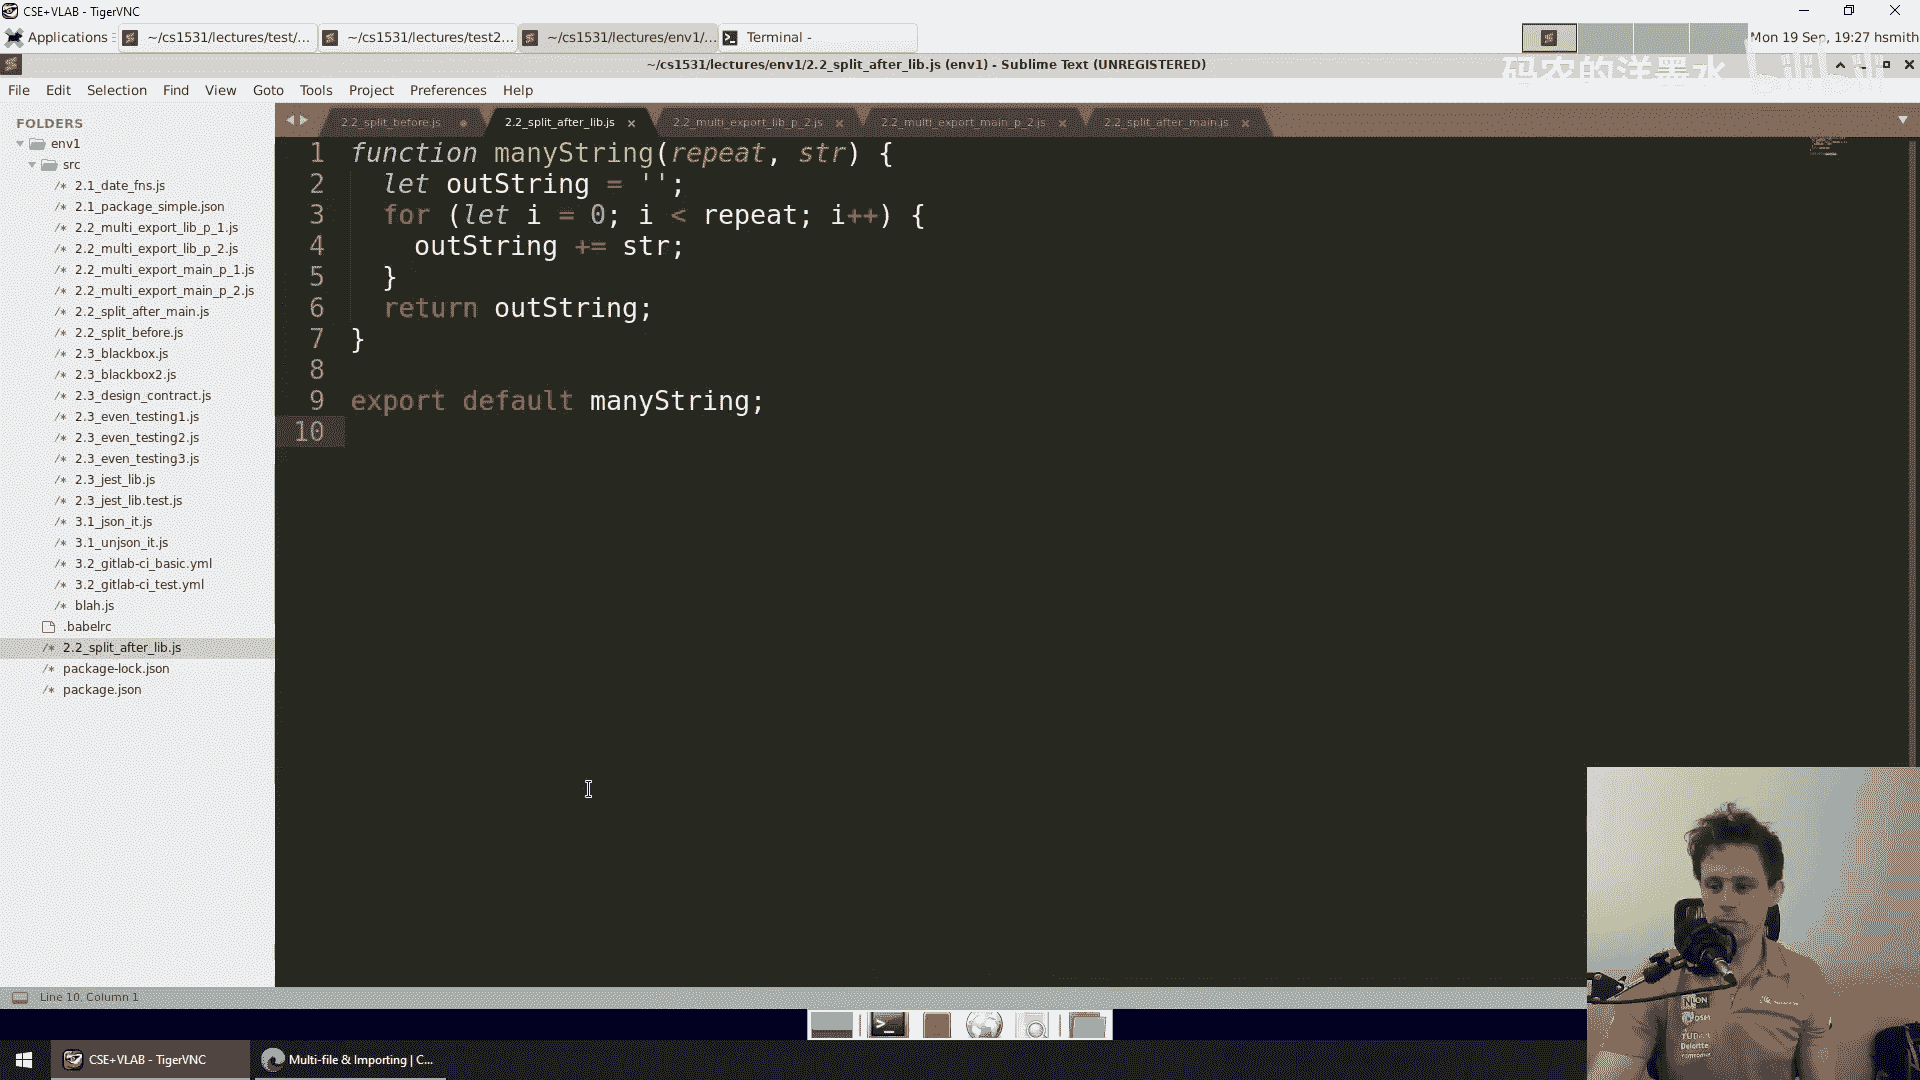 CSE+VLAB - TigerVNC
Applications
~/cs1531/lectures/test/...
~/cs1531/lectures/test2...
~/cs1531/lectures/env1/...
Terminal -
Mon 19 Sep, 19:27 hsmith
~/cs1531/lectures/env1/2.2_split_after_lib.js (env1) - Sublime Text (UNREGISTERED)
码农的洋墨水
bilibili
File Edit Selection Find View Goto Tools Project Preferences Help
FOLDERS
env1
src
/* 2.1_date_fns.js
/* 2.1_package_simple.json
/* 2.2_multi_export_lib_p_1.js
/* 2.2_multi_export_lib_p_2.js
/* 2.2_multi_export_main_p_1.js
/* 2.2_multi_export_main_p_2.js
/* 2.2_split_after_main.js
/* 2.2_split_before.js
/* 2.3_blackbox.js
/* 2.3_blackbox2.js
/* 2.3_design_contract.js
/* 2.3_even_testing1.js
/* 2.3_even_testing2.js
/* 2.3_even_testing3.js
/* 2.3_jest_lib.js
/* 2.3_jest_lib.test.js
/* 3.1_json_it.js
/* 3.1_unjson_it.js
/* 3.2_gitlab-ci_basic.yml
/* 3.2_gitlab-ci_test.yml
/* blah.js
.babelrc
/* 2.2_split_after_lib.js
/* package-lock.json
/* package.json
2.2_split_before.js
2.2_split_after_lib.js
2.2_multi_export_lib_p_2.js
2.2_multi_export_main_p_2.js
2.2_split_after_main.js
1 function manyString(repeat, str) {
2 let outString = '';
3 for (let i = 0; i < repeat; i++) {
4 outString += str;
5 }
6 return outString;
7 }
8
9 export default manyString;
10
Line 10, Column 1
Deloitte
CSE+VLAB - TigerVNC
Multi-file & Importing | C...